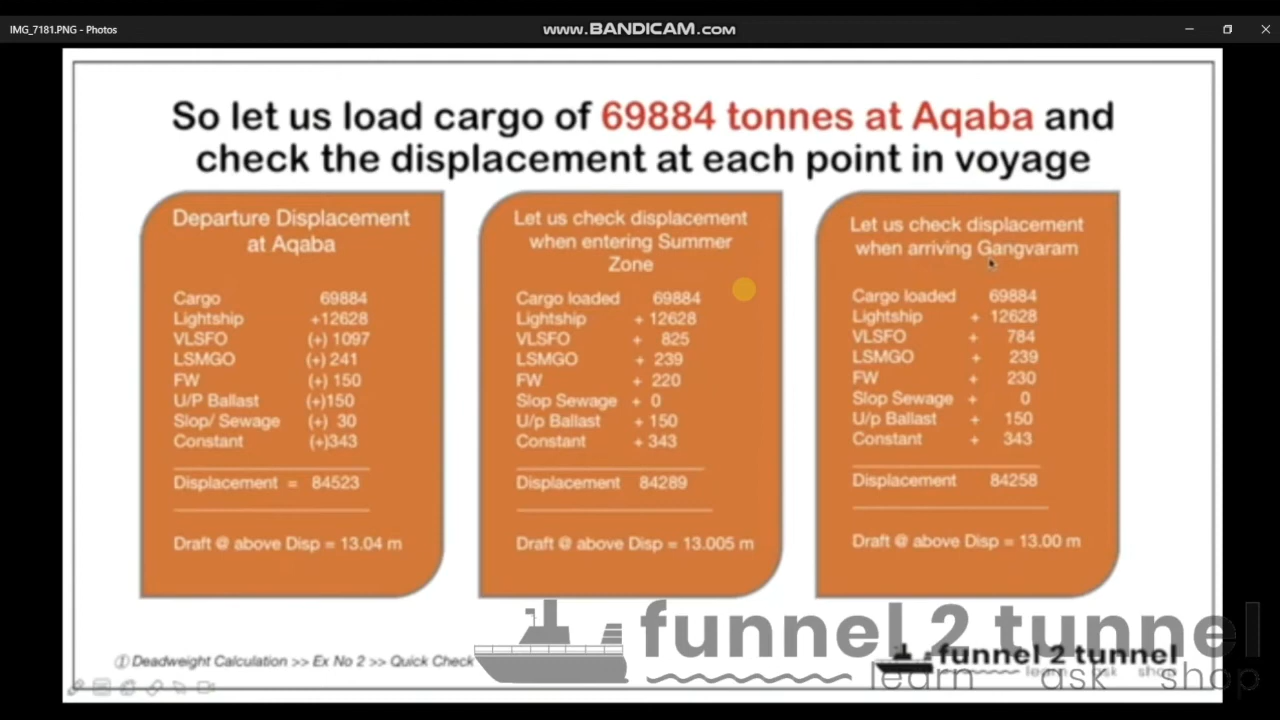 IMG_7181.PNG - Photos
www.BANDICAM.com
So let us load cargo of 69884 tonnes at Aqaba and
check the displacement at each point in voyage
Departure Displacement
at Aqaba
Cargo 69884
Lightship +12628
VLSFO (+) 1097
LSMGO (+) 241
FW (+) 150
U/P Ballast (+)150
Slop/ Sewage (+) 30
Constant (+)343
Displacement = 84523
Draft @ above Disp = 13.04 m
Let us check displacement
when entering Summer
Zone
Cargo loaded 69884
Lightship + 12628
VLSFO + 825
LSMGO + 239
FW + 220
Slop Sewage + 0
U/p Ballast + 150
Constant + 343
Displacement 84289
Draft @ above Disp = 13.005 m
Let us check displacement
when arriving Gangvaram
Cargo loaded 69884
Lightship + 12628
VLSFO + 784
LSMGO + 239
FW + 230
Slop Sewage + 0
U/p Ballast + 150
Constant + 343
Displacement 84258
Draft @ above Disp = 13.00 m
① Deadweight Calculation >> Ex No 2 >> Quick Check
funnel 2 tunnel
learn ask shop
funnel 2 tunnel
learn ask shop